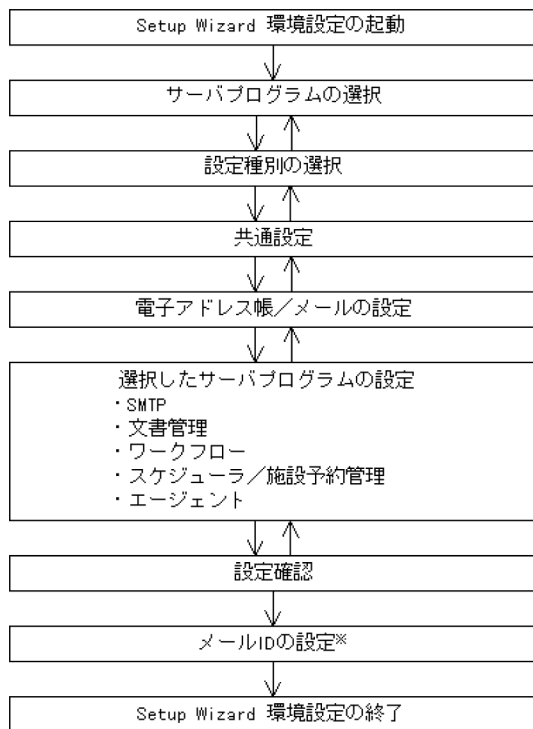 Setup Wizard 環境設定の起動
サーバプログラムの選択
設定種別の選択
共通設定
電子アドレス帳／メールの設定
選択したサーバプログラムの設定
・SMTP
・文書管理
・ワークフロー
・スケジューラ／施設予約管理
・エージェント
設定確認
メールIDの設定※
Setup Wizard 環境設定の終了